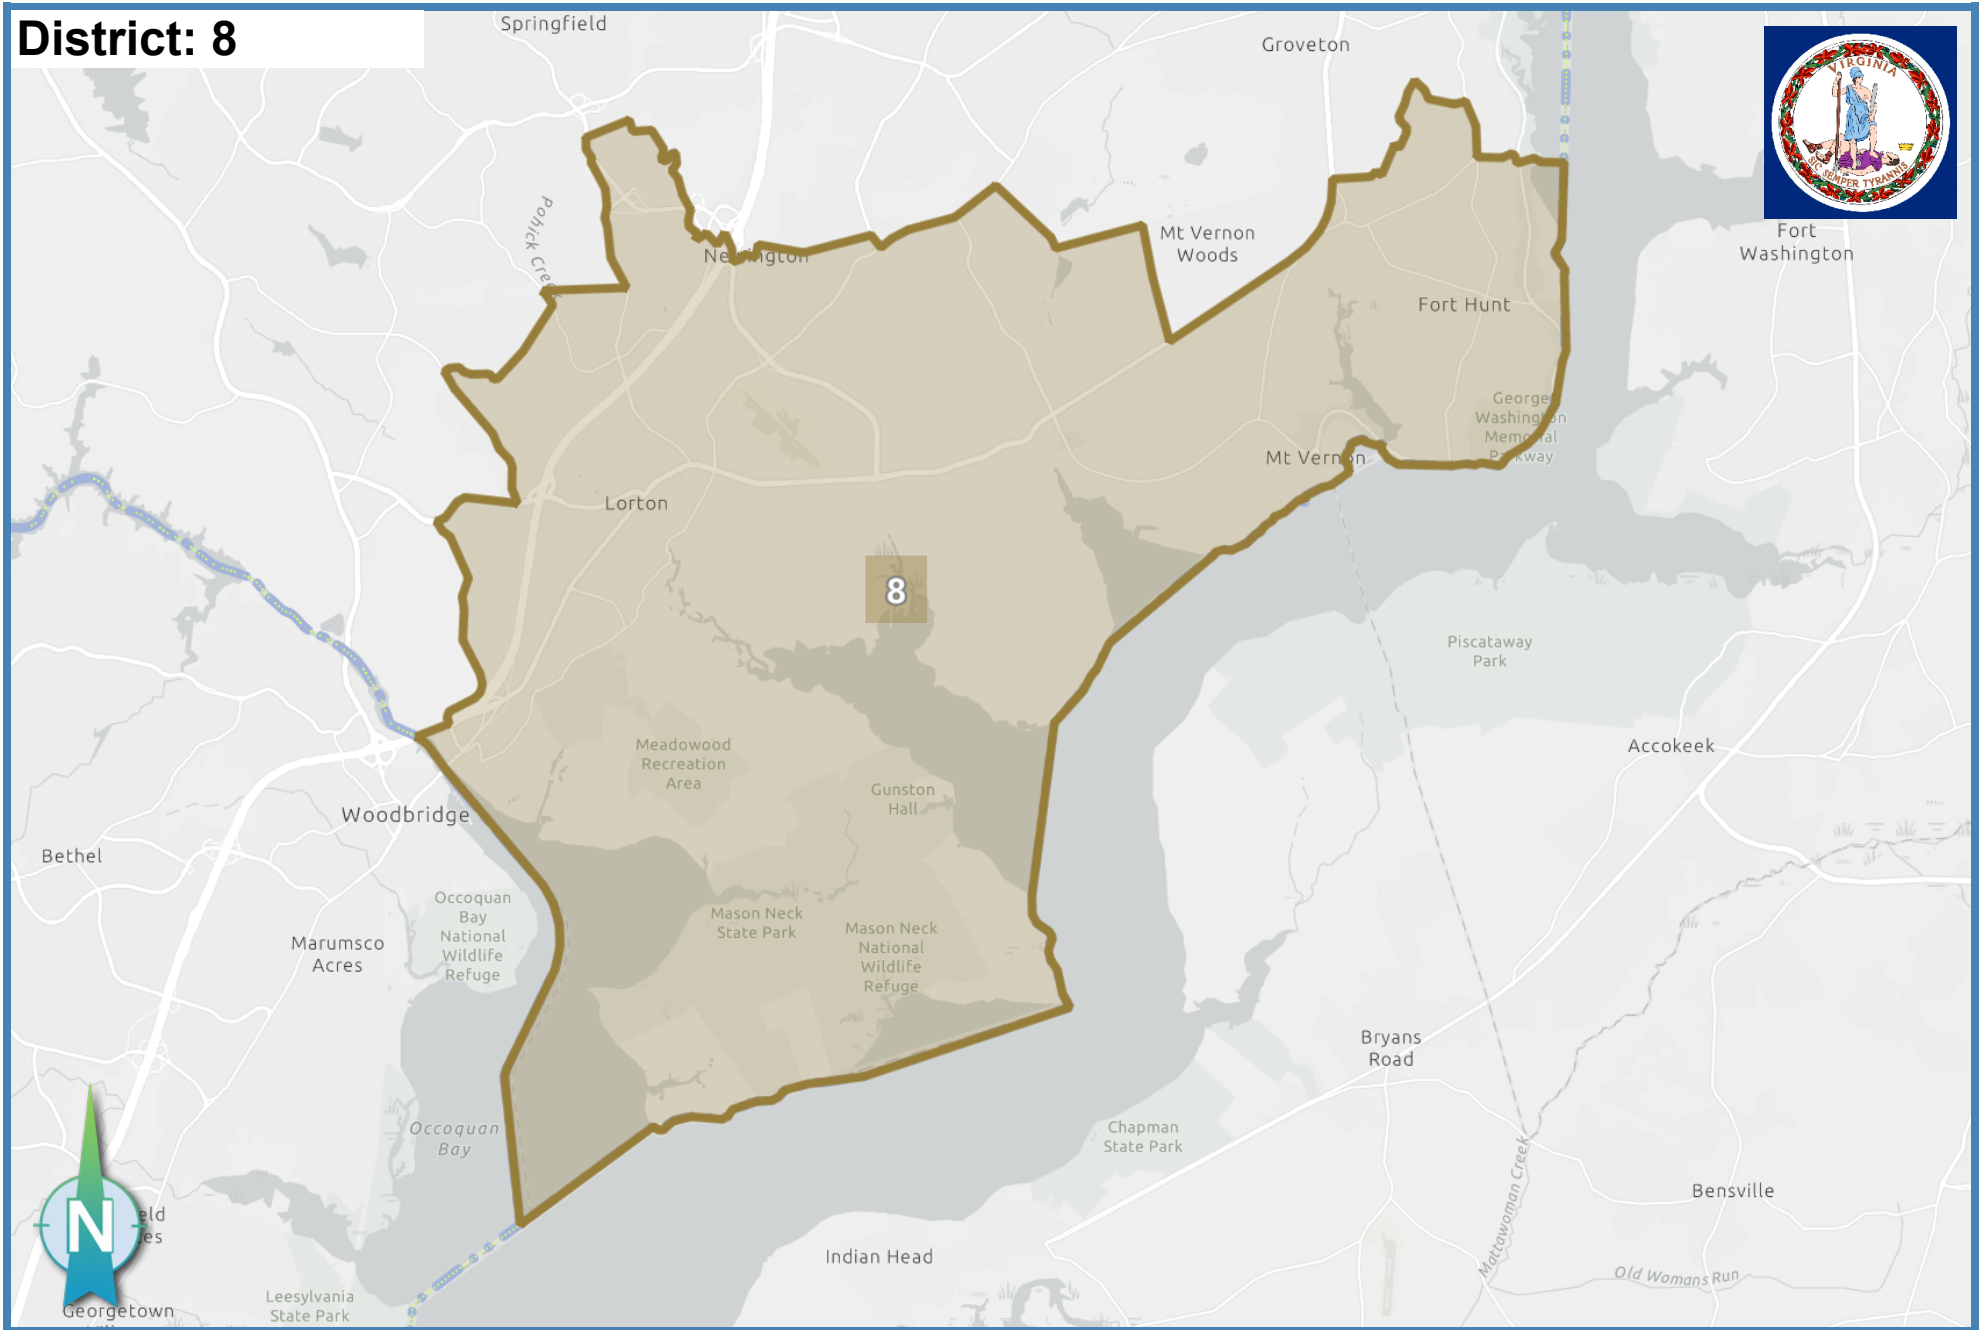 District: 8
Springfield
Groveton
VIRGINIA
SIC SEMPER TYRANNIS
Fort
Washington
Mt Vernon
Woods
Pohick Creek
Newington
Fort Hunt
George
Washington
Memorial
Parkway
Mt Vernon
Lorton
8
Piscataway
Park
Accokeek
Meadowood
Recreation
Area
Gunston
Hall
Woodbridge
Bethel
Occoquan
Bay
National
Wildlife
Refuge
Mason Neck
State Park
Mason Neck
National
Wildlife
Refuge
Marumsco
Acres
Bryans
Road
Occoquan
Bay
Chapman
State Park
Mattawoman Creek
Bensville
N
eld
es
Indian Head
Old Womans Run
Leesylvania
State Park
Georgetown